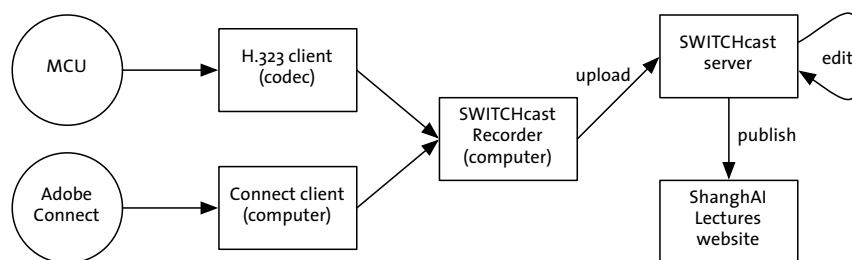 MCU
H.323 client
(codec)
SWITCHcast
server
edit
upload
SWITCHcast
Recorder
(computer)
publish
Adobe
Connect
Connect client
(computer)
ShanghAI
Lectures
website